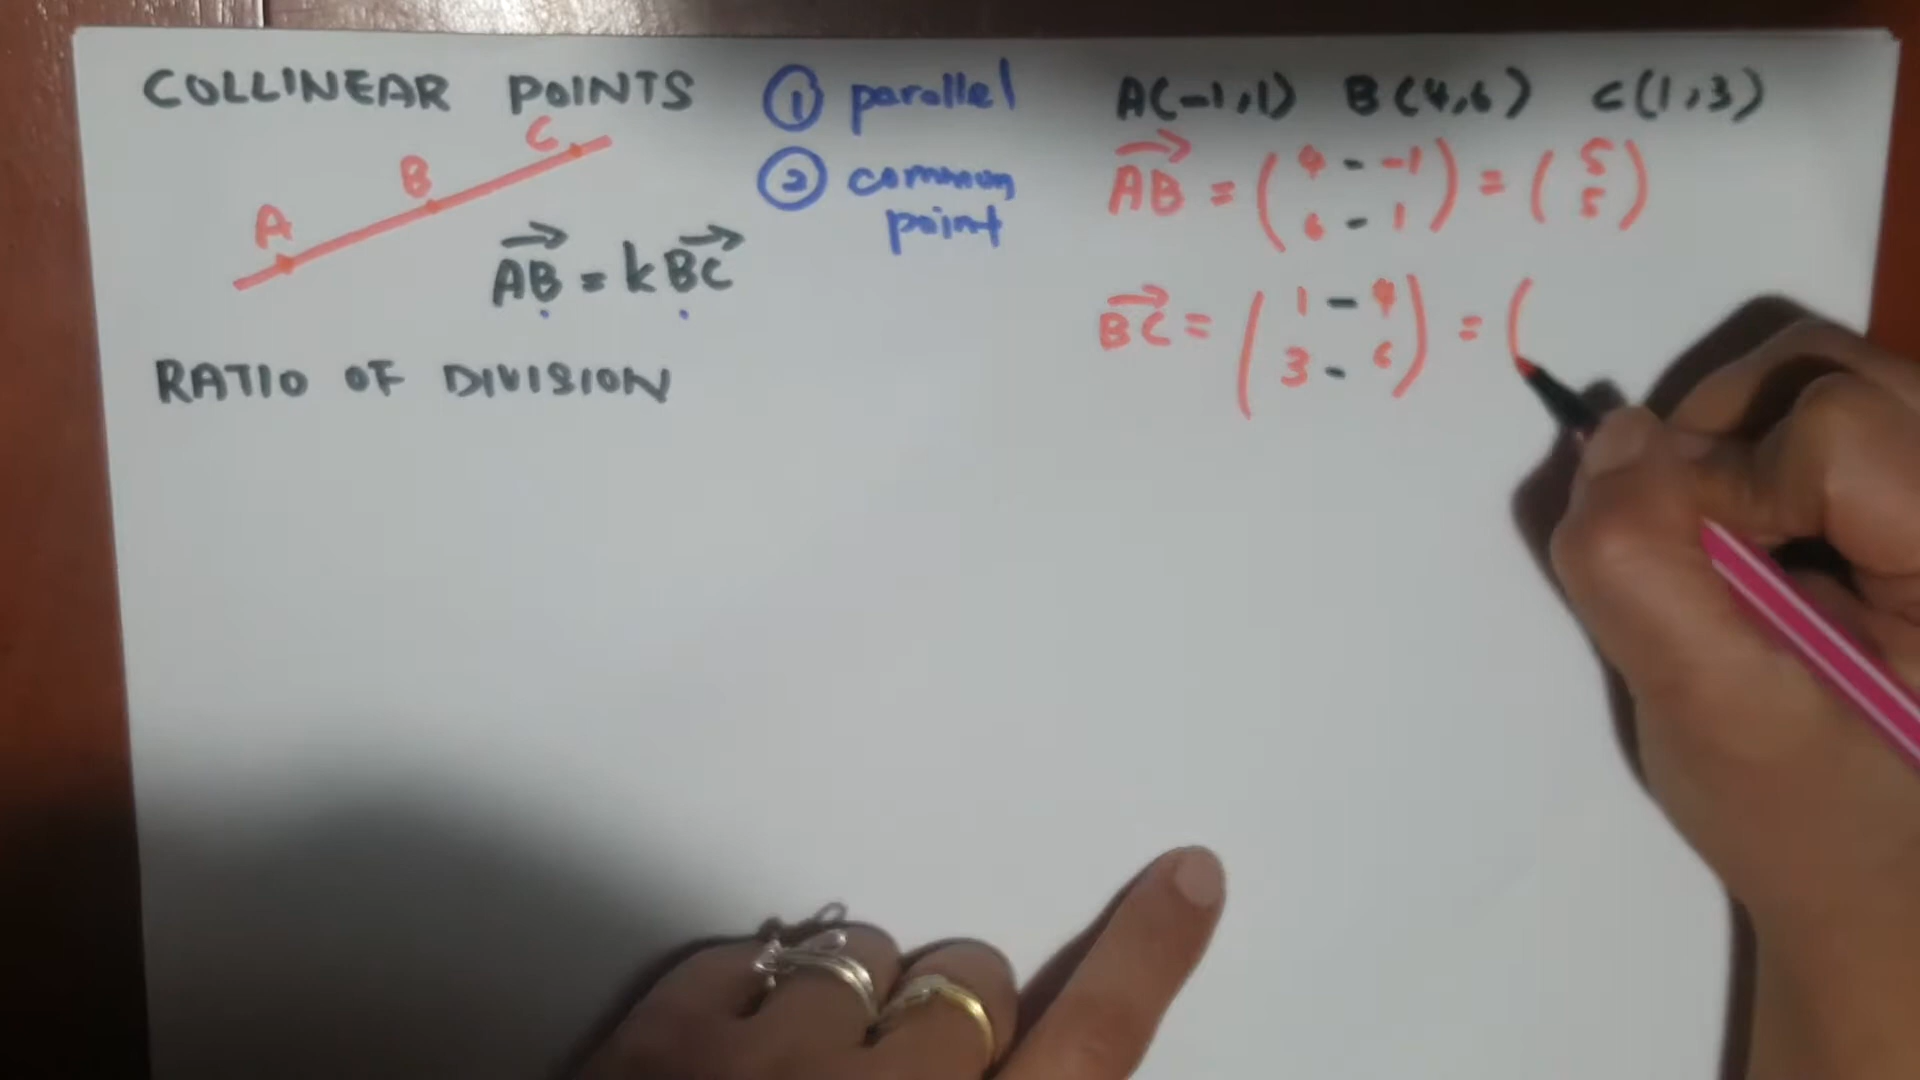 COLLINEAR POINTS
A
B
C
AB = k BC
① parallel
② common
point
RATIO OF DIVISION
A(-1,1) B(4,6) C(1,3)
AB = (4 - -1
6 - 1) = (5
5)
BC = (1 - 4
3 - 6) = (